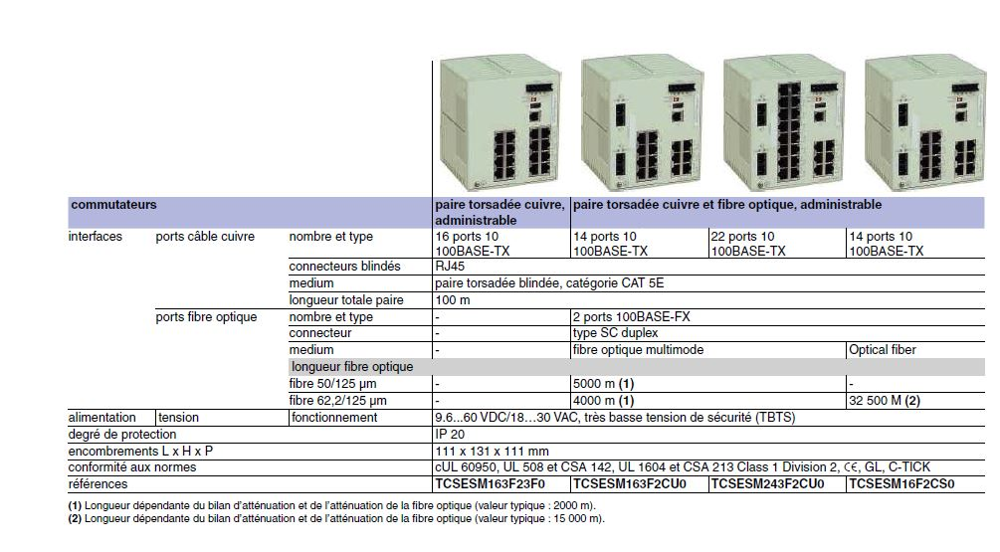 commutateurs paire torsadée cuivre, paire torsadée cuivre et fibre optique, administrable
administrable
interfaces ports câble cuivre nombre et type 16 ports 10 14 ports 10 22 ports 10 14 ports 10
100BASE-TX 100BASE-TX 100BASE-TX 100BASE-TX
connecteurs blindés RJ45
medium paire torsadée blindée, catégorie CAT 5E
longueur totale paire 100 m
ports fibre optique nombre et type - 2 ports 100BASE-FX
connecteur - type SC duplex
medium - fibre optique multimode Optical fiber
longueur fibre optique
fibre 50/125 µm - 5000 m (1) -
fibre 62,2/125 µm - 4000 m (1) 32 500 M (2)
alimentation tension fonctionnement 9.6...60 VDC/18…30 VAC, très basse tension de sécurité (TBTS)
degré de protection IP 20
encombrements L x H x P 111 x 131 x 111 mm
conformité aux normes cUL 60950, UL 508 et CSA 142, UL 1604 et CSA 213 Class 1 Division 2, C€, GL, C-TICK
références TCSESM163F23F0 TCSESM163F2CU0 TCSESM243F2CU0 TCSESM16F2CS0
(1) Longueur dépendante du bilan d'atténuation et de l'atténuation de la fibre optique (valeur typique : 2000 m).
(2) Longueur dépendante du bilan d'atténuation et de l'atténuation de la fibre optique (valeur typique : 15 000 m).